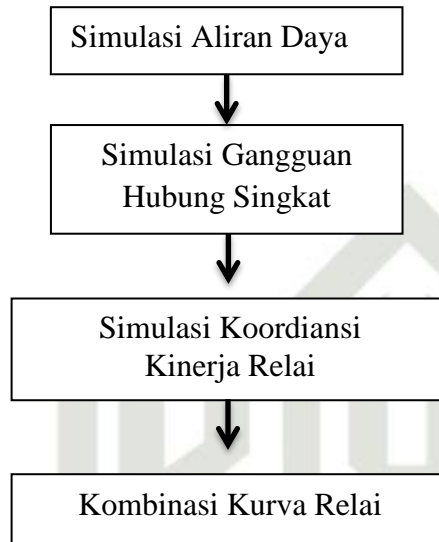 Simulasi Aliran Daya
Simulasi Gangguan
Hubung Singkat
Simulasi Koordiansi
Kinerja Relai
Kombinasi Kurva Relai